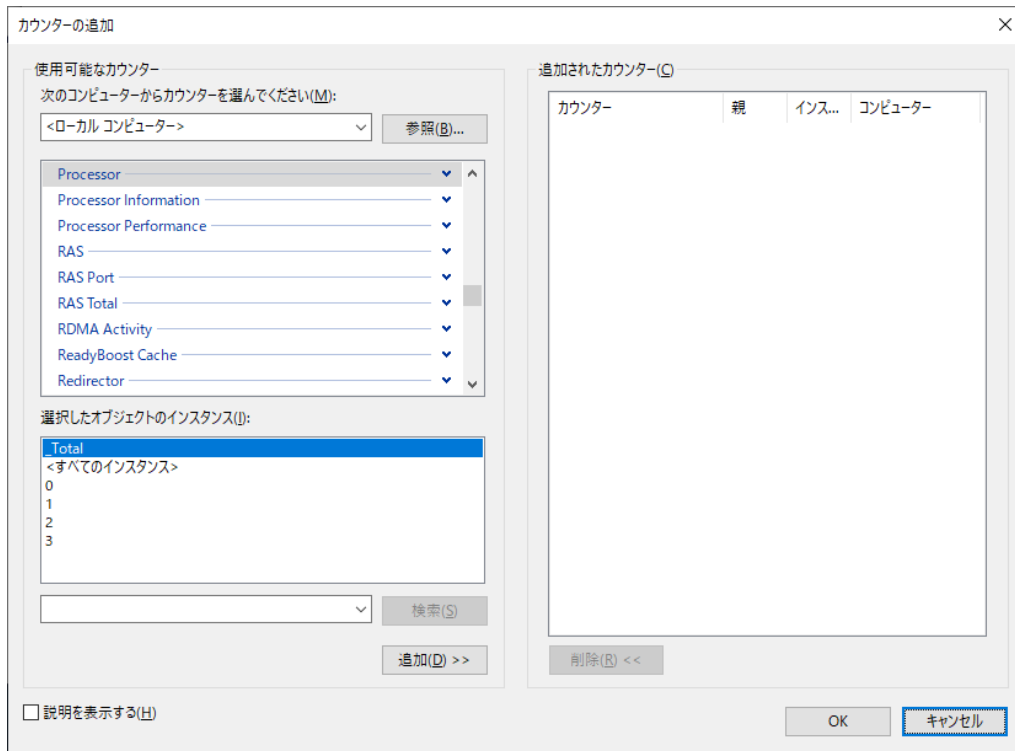 カウンターの追加
使用可能なカウンター
次のコンピューターからカウンターを選んでください(M):
<ローカル コンピューター>
参照(B)...
Processor
Processor Information
Processor Performance
RAS
RAS Port
RAS Total
RDMA Activity
ReadyBoost Cache
Redirector
選択したオブジェクトのインスタンス(I):
_Total
<すべてのインスタンス>
0
1
2
3
検索(S)
追加(D) >>
説明を表示する(H)
追加されたカウンター(C)
カウンター 親 インス... コンピューター
削除(R) <<
OK キャンセル